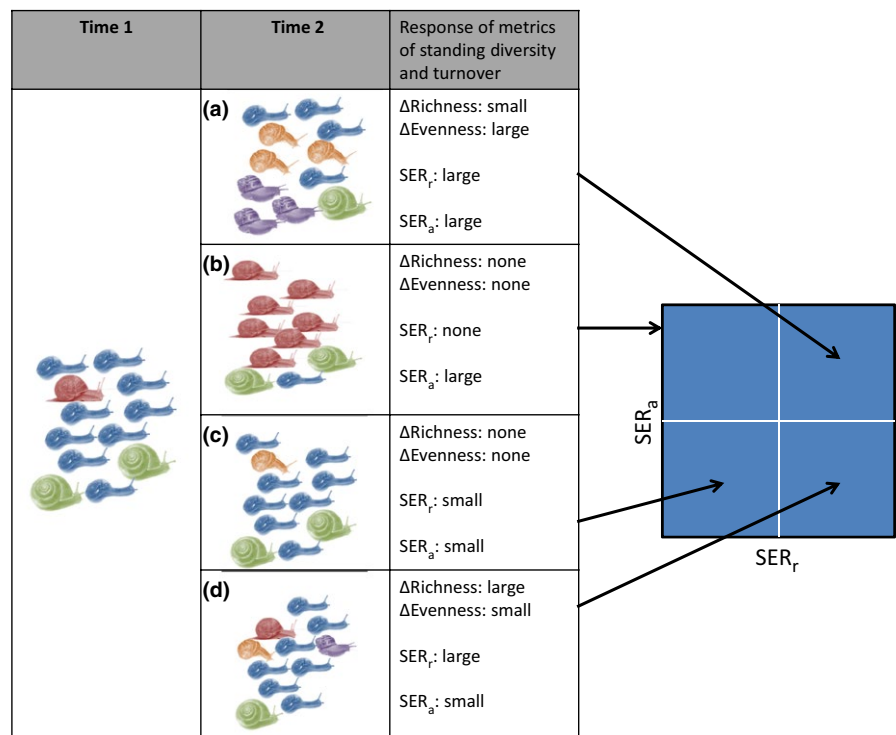 Time 1
Time 2
Response of metrics
of standing diversity
and turnover
(a)
ΔRichness: small
ΔEvenness: large
SERr: large
SERa: large
(b)
ΔRichness: none
ΔEvenness: none
SERr: none
SERa: large
(c)
ΔRichness: none
ΔEvenness: none
SERr: small
SERa: small
(d)
ΔRichness: large
ΔEvenness: small
SERr: large
SERa: small
SERa
SERr